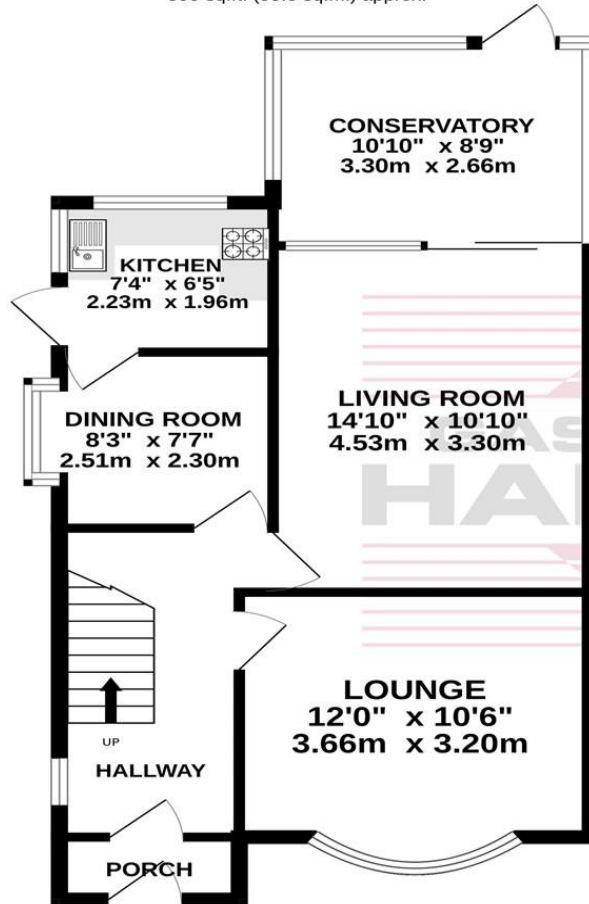 CONSERVATORY
10'10" x 8'9"
3.30m x 2.66m
KITCHEN
7'4" x 6'5"
2.23m x 1.96m
DINING ROOM
8'3" x 7'7"
2.51m x 2.30m
LIVING ROOM
14'10" x 10'10"
4.53m x 3.30m
GAS
HA
LOUNGE
12'0" x 10'6"
3.66m x 3.20m
UP
HALLWAY
PORCH